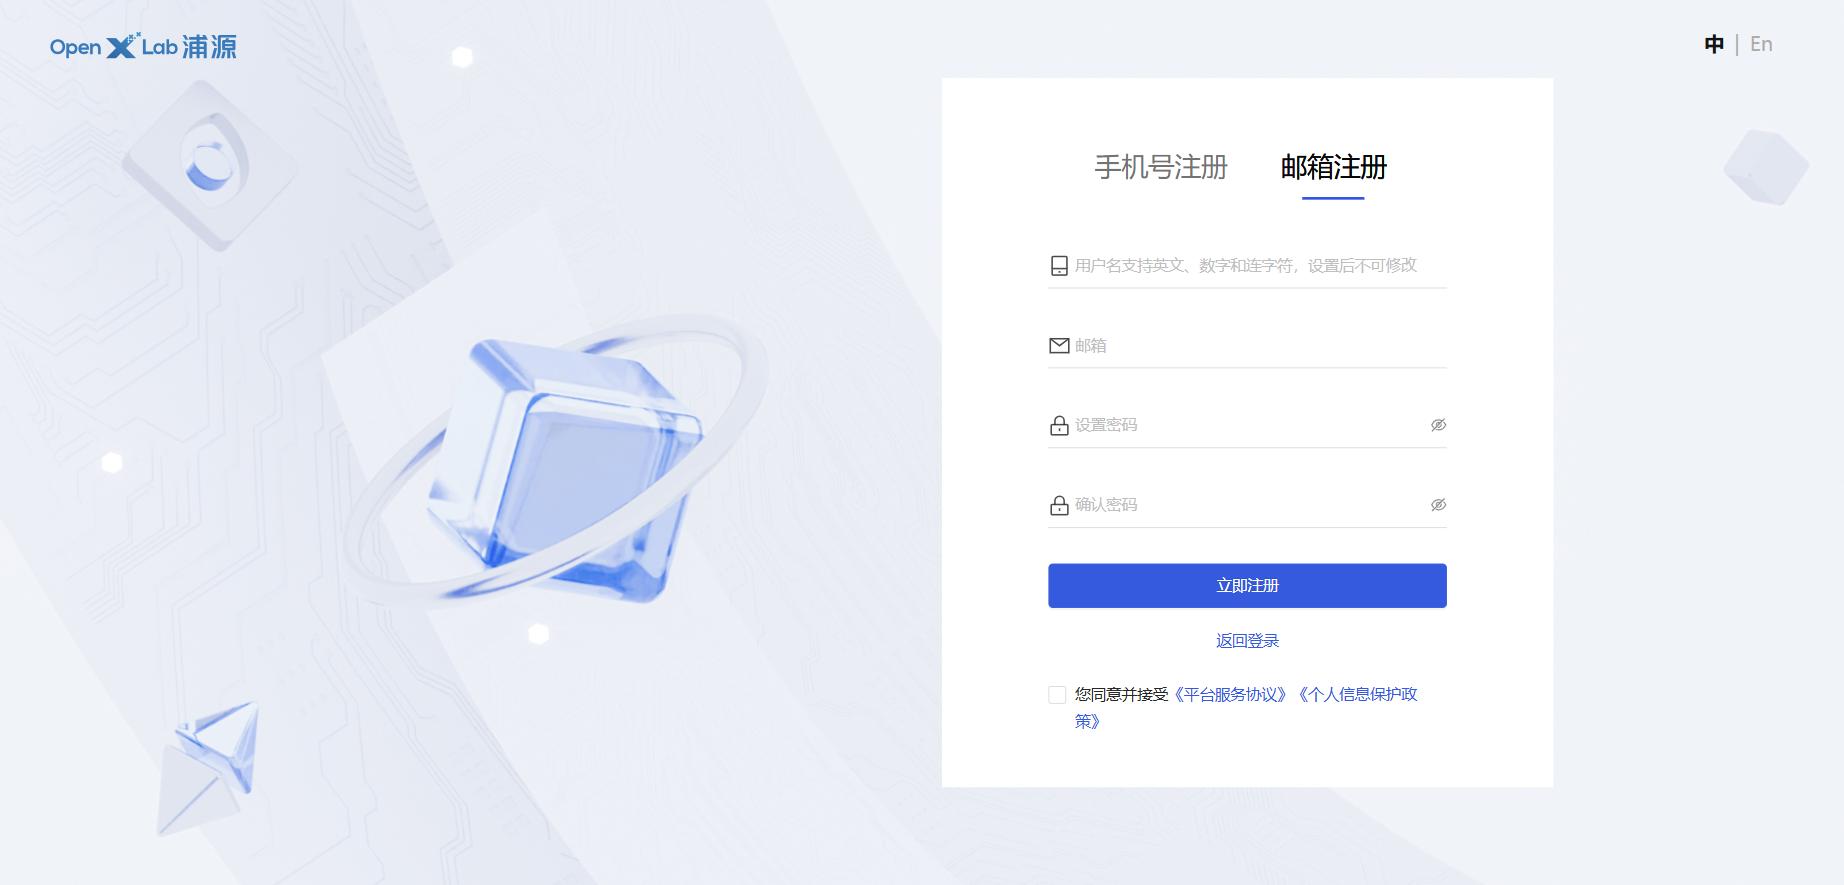 Open X Lab 浦源
中 | En
手机号注册 邮箱注册
用户名支持英文、数字和连字符，设置后不可修改
邮箱
设置密码
确认密码
立即注册
返回登录
您同意并接受《平台服务协议》《个人信息保护政
策》